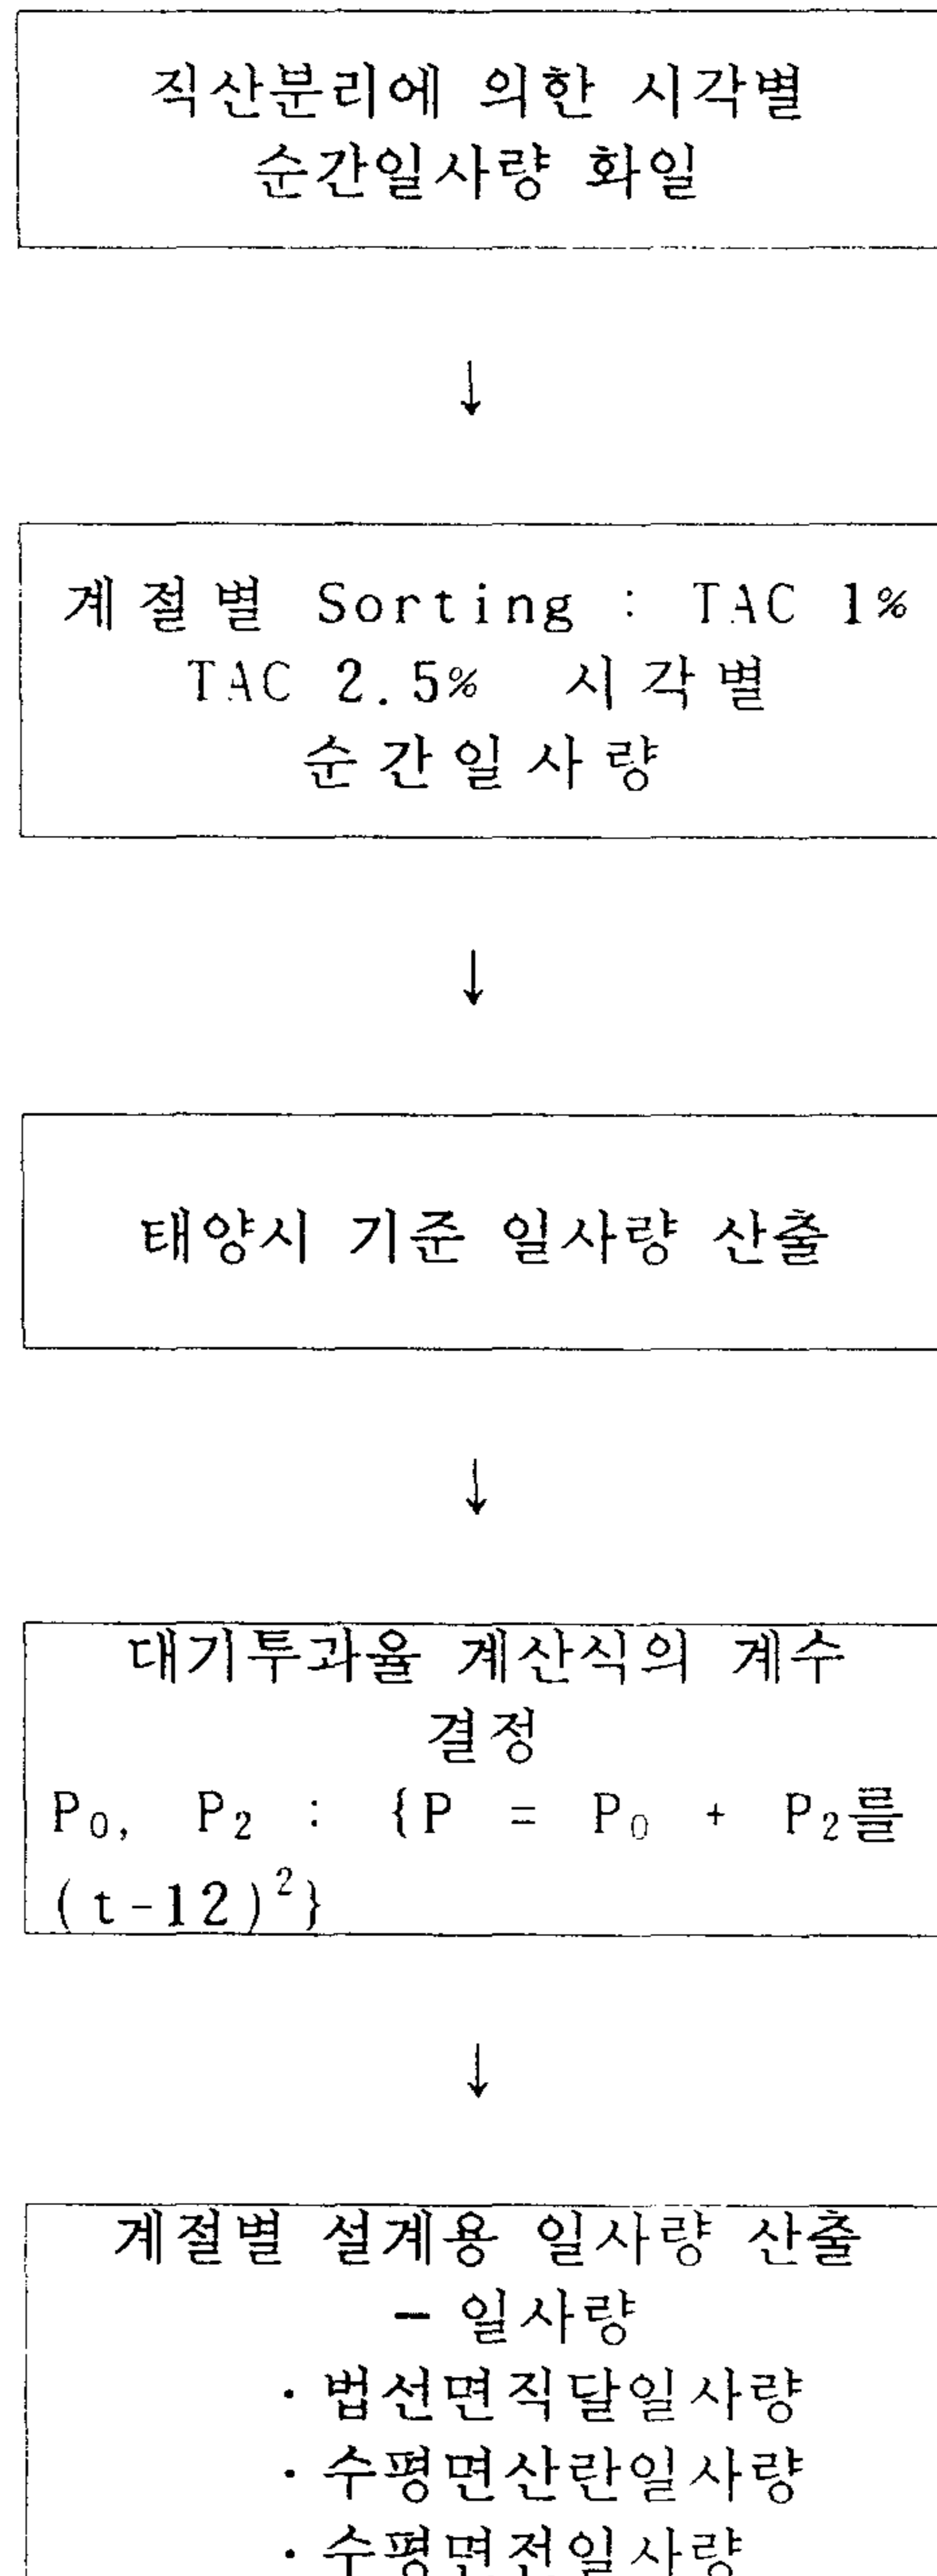 직산분리에 의한 시각별
순간일사량 화일
↓
계절별 Sorting : TAC 1%
TAC 2.5% 시각별
순간일사량
↓
태양시 기준 일사량 산출
↓
대기투과율 계산식의 계수
결정
P₀, P₂ : {P = P₀ + P₂를
(t-12)²}
↓
계절별 설계용 일사량 산출
- 일사량
· 법선면직달일사량
· 수평면산란일사량
· 수평면전일사량